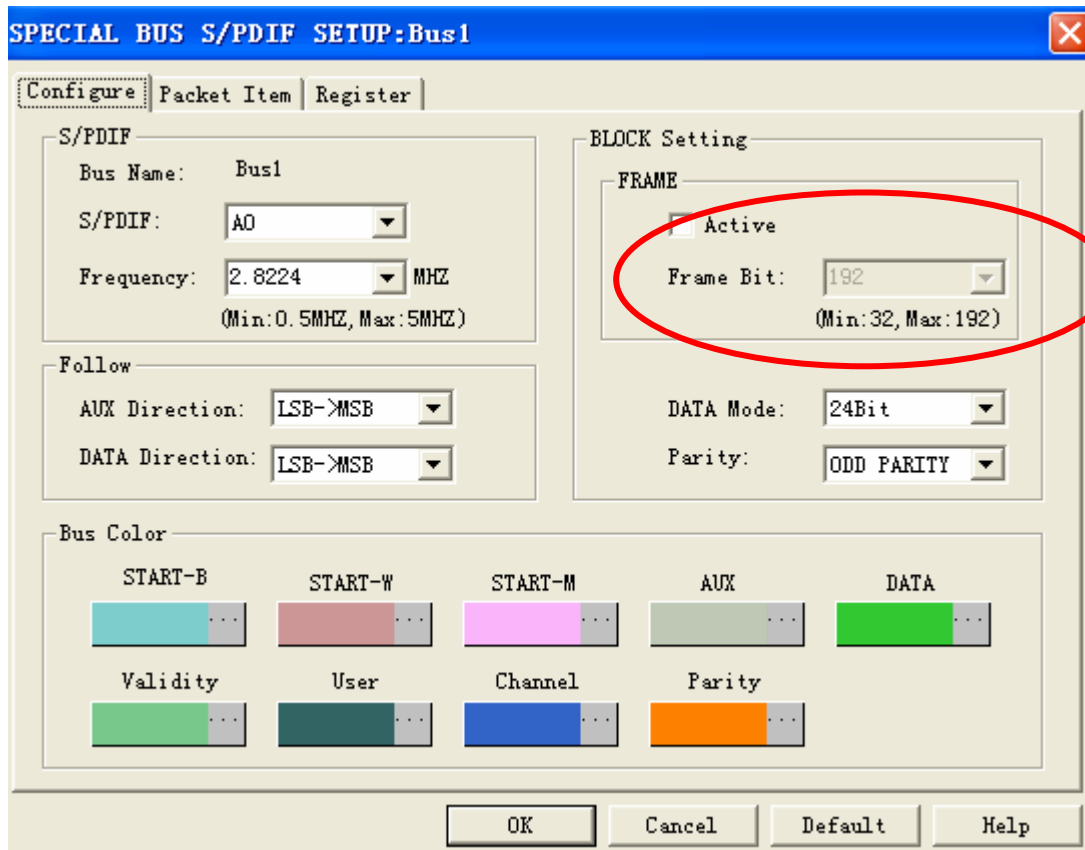 SPECIAL BUS S/PDIF SETUP:Bus1
Configure Packet Item Register
S/PDIF
Bus Name: Bus1
S/PDIF: A0
Frequency: 2.8224 MHZ
(Min:0.5MHZ,Max:5MHZ)
Follow
AUX Direction: LSB->MSB
DATA Direction: LSB->MSB
BLOCK Setting
FRAME
Active
Frame Bit: 192
(Min:32,Max:192)
DATA Mode: 24Bit
Parity: ODD PARITY
Bus Color
START-B START-W START-M AUX DATA
... ... ... ... ...
Validity User Channel Parity
... ... ... ...
OK Cancel Default Help